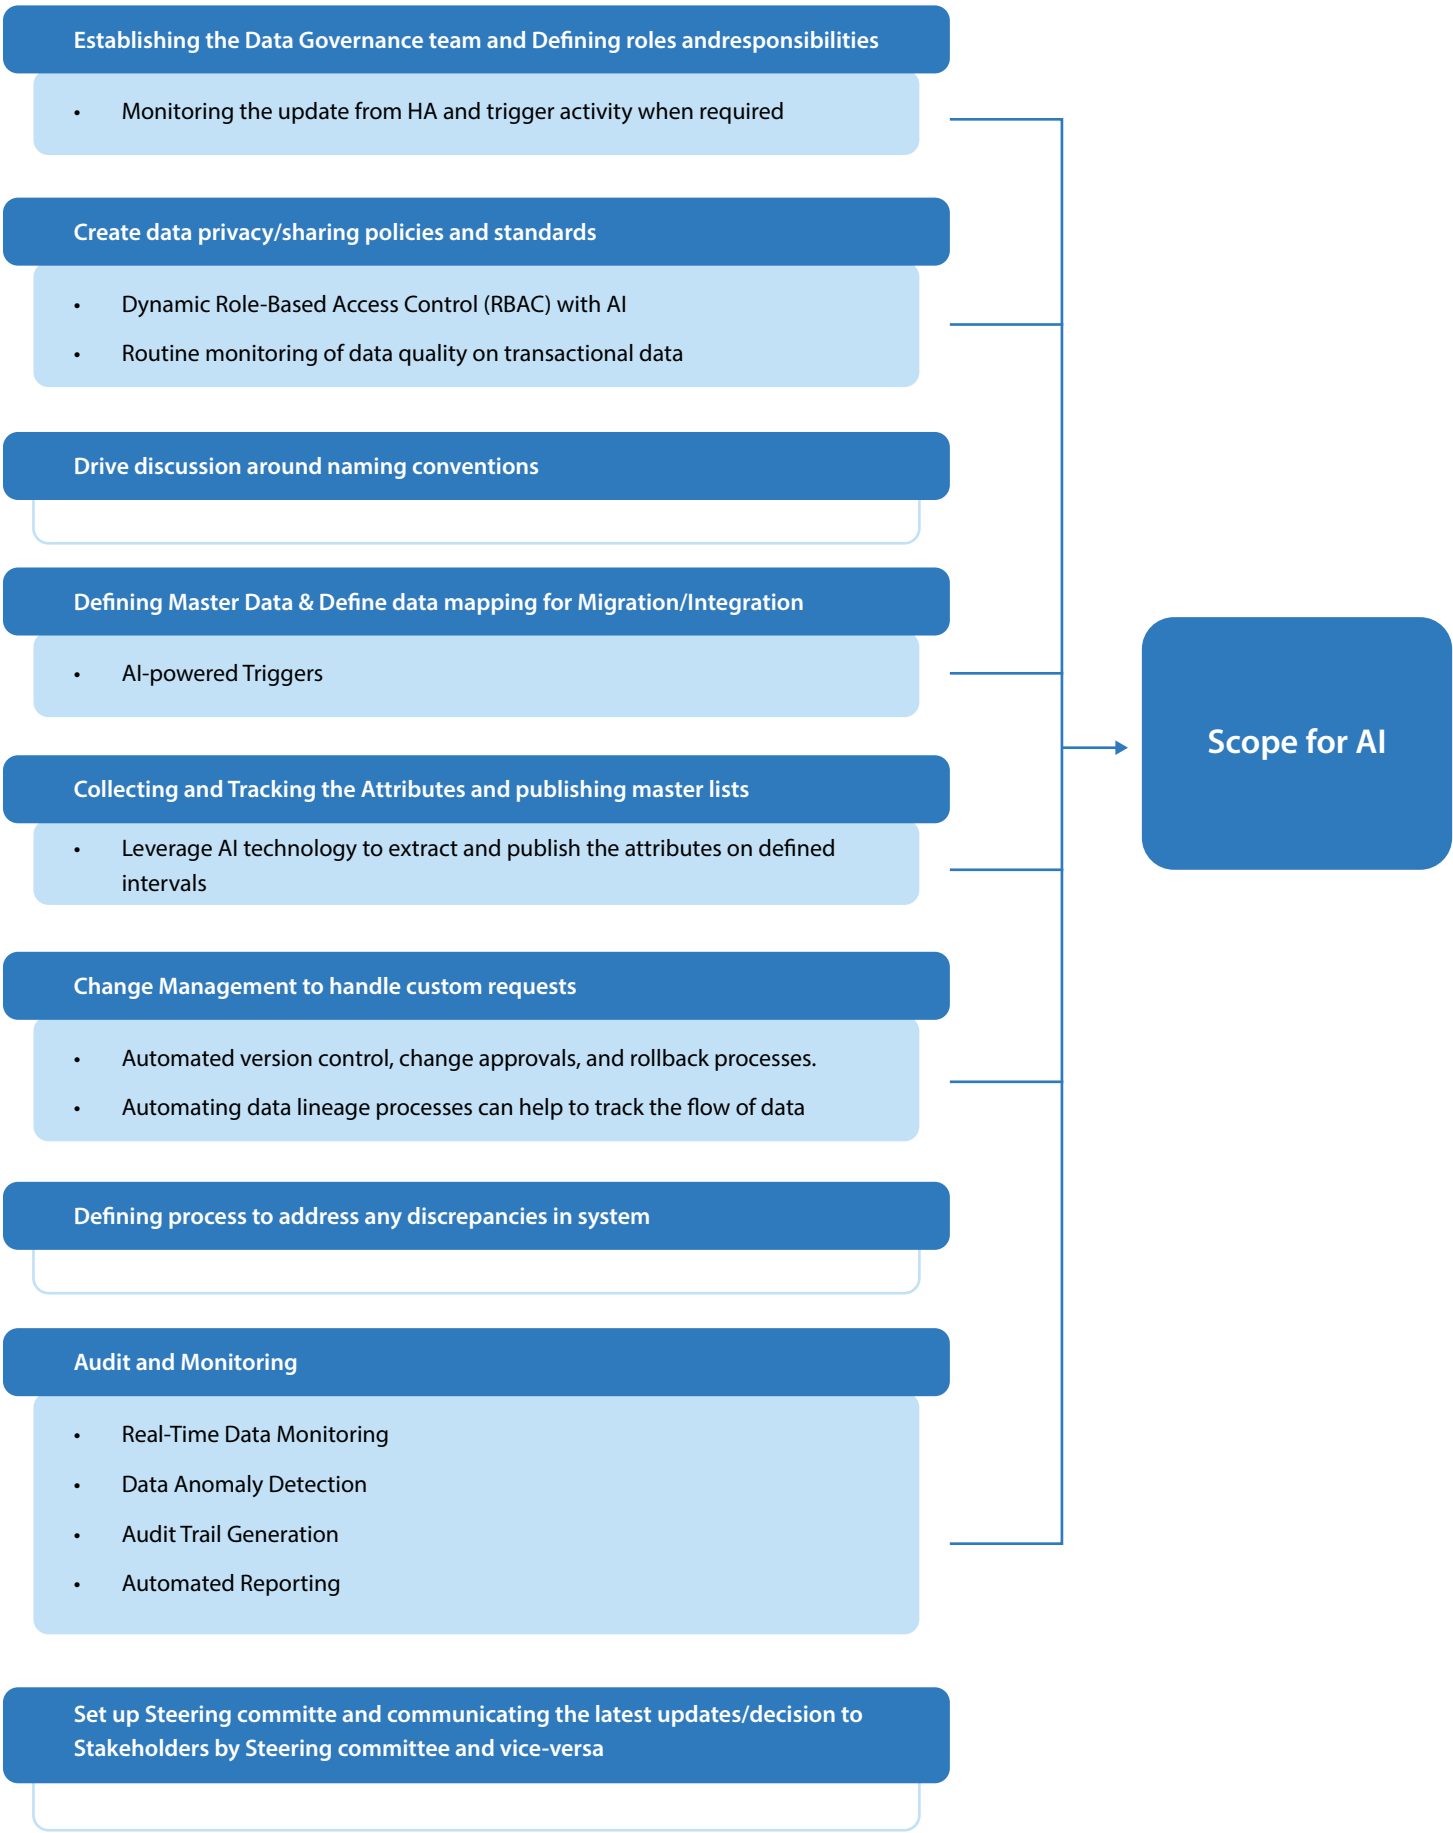 Establishing the Data Governance team and Defining roles andresponsibilities
• Monitoring the update from HA and trigger activity when required
Create data privacy/sharing policies and standards
• Dynamic Role-Based Access Control (RBAC) with AI
• Routine monitoring of data quality on transactional data
Drive discussion around naming conventions
Defining Master Data & Define data mapping for Migration/Integration
• AI-powered Triggers
Collecting and Tracking the Attributes and publishing master lists
• Leverage AI technology to extract and publish the attributes on defined
intervals
Change Management to handle custom requests
• Automated version control, change approvals, and rollback processes.
• Automating data lineage processes can help to track the flow of data
Defining process to address any discrepancies in system
Audit and Monitoring
• Real-Time Data Monitoring
• Data Anomaly Detection
• Audit Trail Generation
• Automated Reporting
Set up Steering committe and communicating the latest updates/decision to
Stakeholders by Steering committee and vice-versa
Scope for AI